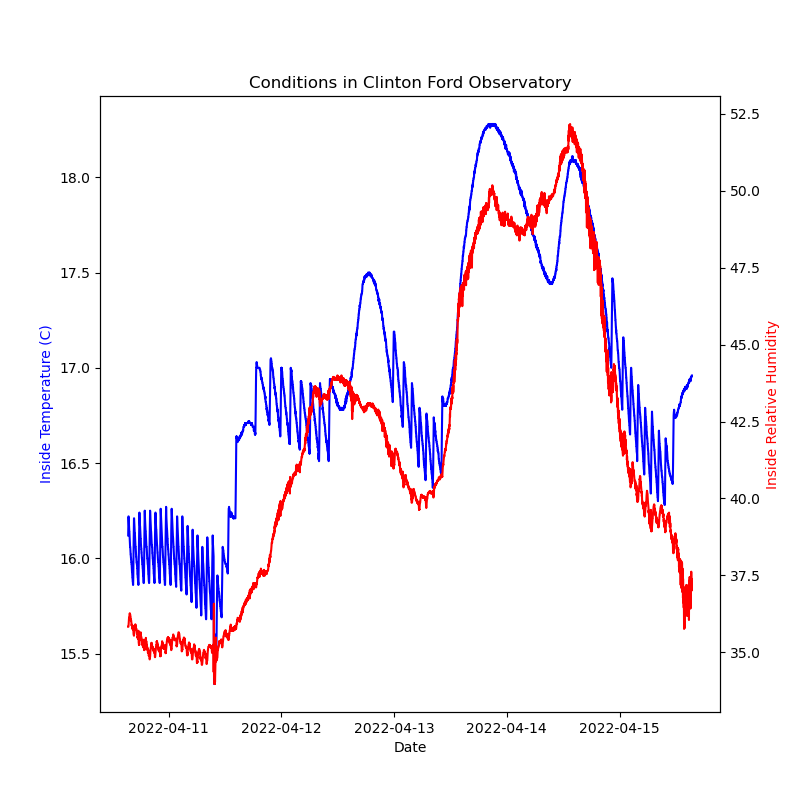 Conditions in Clinton Ford Observatory
Inside Temperature (C)
18.0
17.5
17.0
16.5
16.0
15.5
52.5
50.0
47.5
45.0
42.5
40.0
37.5
35.0
Inside Relative Humidity
2022-04-11 2022-04-12 2022-04-13 2022-04-14 2022-04-15
Date